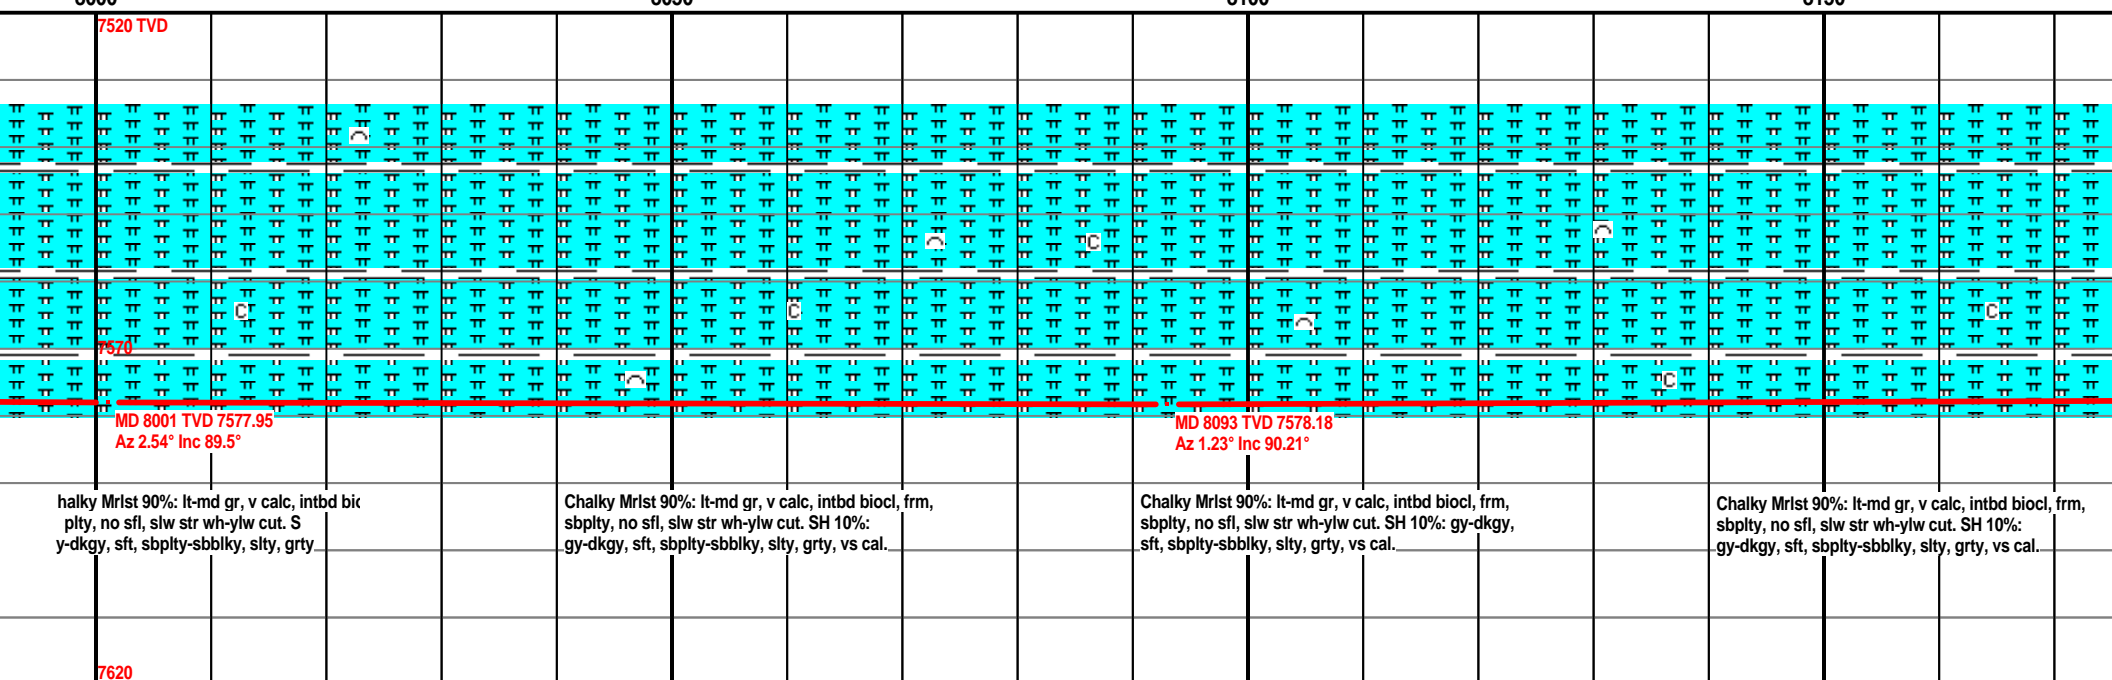 8000 8050 8100 8150
7520 TVD
C
C C C
7570
C
MD 8001 TVD 7577.95
Az 2.54° Inc 89.5°
MD 8093 TVD 7578.18
Az 1.23° Inc 90.21°
halky Mrlst 90%: lt-md gr, v calc, intbd bio
plty, no sfl, slw str wh-ylw cut. S
y-dkgy, sft, sbplty-sbblky, slty, grty
Chalky Mrlst 90%: lt-md gr, v calc, intbd biocl, frm,
sbplty, no sfl, slw str wh-ylw cut. SH 10%:
gy-dkgy, sft, sbplty-sbblky, slty, grty, vs cal.
Chalky Mrlst 90%: lt-md gr, v calc, intbd biocl, frm,
sbplty, no sfl, slw str wh-ylw cut. SH 10%: gy-dkgy,
sft, sbplty-sbblky, slty, grty, vs cal.
Chalky Mrlst 90%: lt-md gr, v calc, intbd biocl, frm,
sbplty, no sfl, slw str wh-ylw cut. SH 10%:
gy-dkgy, sft, sbplty-sbblky, slty, grty, vs cal.
7620